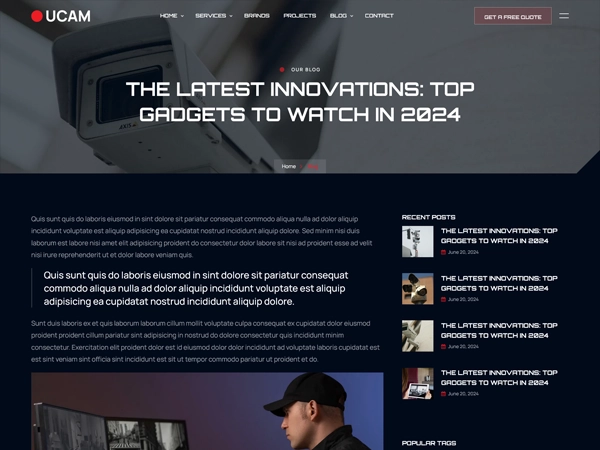 UCAM
HOME SERVICES BRANDS PROJECTS BLOG CONTACT
GET A FREE QUOTE
OUR BLOG
THE LATEST INNOVATIONS: TOP
GADGETS TO WATCH IN 2024
AXIS
Home
Quis sunt quis do laboris eiusmod in sint dolore sit pariatur consequat commodo aliqua nulla ad dolor aliquip
incididunt voluptate est aliquip adipisicing ea cupidatat nostrud incididunt aliquip dolore. Sed minim nisi duis
laborum est labore nisi amet elit adipisicing proident do consectetur dolor labore sit nisi ad proident esse ad velit
nisi irure reprehenderit ut et dolor labore veniam quis.
Quis sunt quis do laboris eiusmod in sint dolore sit pariatur consequat
commodo aliqua nulla ad dolor aliquip incididunt voluptate est aliquip
adipisicing ea cupidatat nostrud incididunt aliquip dolore.
Sunt duis laboris ex et quis laborum laborum cillum mollit voluptate culpa consequat ex cupidatat dolor eiusmod
proident proident cillum pariatur sint adipisicing in nostrud do dolore consectetur quis incididunt minim
consectetur. Exercitation elit proident dolor est id eiusmod dolor dolor incididunt ad voluptate laboris cupidatat est
est sint veniam sint officia sint incididunt est sit ut tempor commodo pariatur ut proident et do.
RECENT POSTS
THE LATEST INNOVATIONS: TOP
GADGETS TO WATCH IN 2024
June 20, 2024
THE LATEST INNOVATIONS: TOP
GADGETS TO WATCH IN 2024
June 20, 2024
THE LATEST INNOVATIONS: TOP
GADGETS TO WATCH IN 2024
June 20, 2024
THE LATEST INNOVATIONS: TOP
GADGETS TO WATCH IN 2024
June 20, 2024
POPULAR TAGS